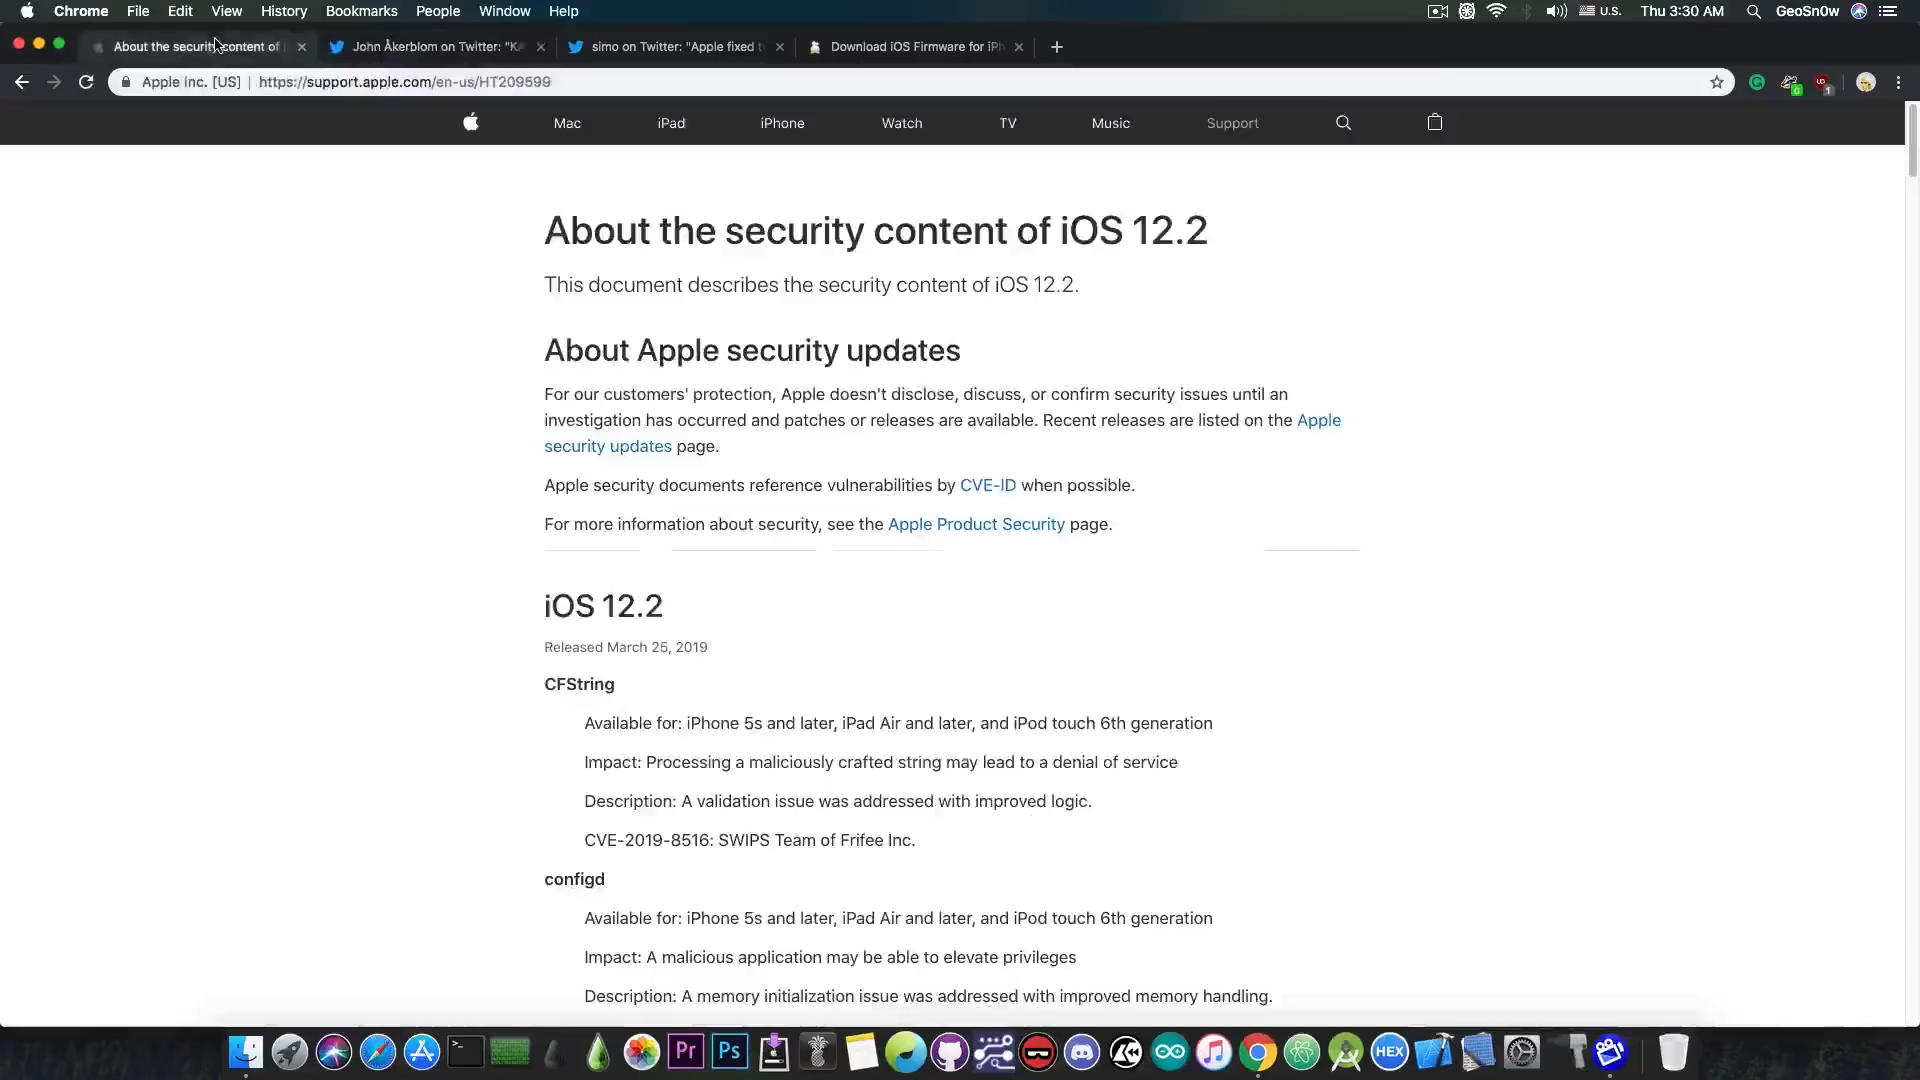 Chrome File Edit View History Bookmarks People Window Help U.S. Thu 3:30 AM GeoSn0w
About the security content of John Åkerblom on Twitter: "KA simo on Twitter: "Apple fixed t Download iOS Firmware for iPh
Apple Inc. [US] | https://support.apple.com/en-us/HT209599
Mac iPad iPhone Watch TV Music Support
About the security content of iOS 12.2
This document describes the security content of iOS 12.2.
About Apple security updates
For our customers' protection, Apple doesn't disclose, discuss, or confirm security issues until an
investigation has occurred and patches or releases are available. Recent releases are listed on the Apple
security updates page.
Apple security documents reference vulnerabilities by CVE-ID when possible.
For more information about security, see the Apple Product Security page.
iOS 12.2
Released March 25, 2019
CFString
Available for: iPhone 5s and later, iPad Air and later, and iPod touch 6th generation
Impact: Processing a maliciously crafted string may lead to a denial of service
Description: A validation issue was addressed with improved logic.
CVE-2019-8516: SWIPS Team of Frifee Inc.
configd
Available for: iPhone 5s and later, iPad Air and later, and iPod touch 6th generation
Impact: A malicious application may be able to elevate privileges
Description: A memory initialization issue was addressed with improved memory handling.
Pr Ps HEX